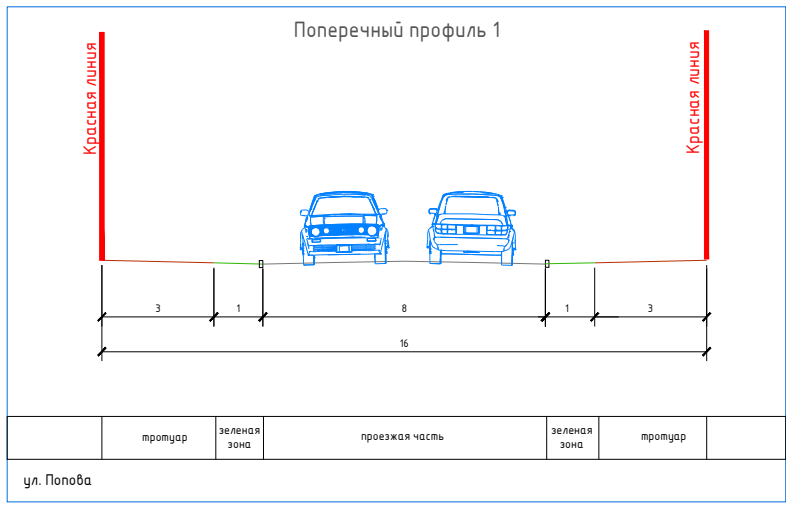 Поперечный профиль 1
Красная линия
Красная линия
3
1
8
1
3
16
тротуар
зеленая
зона
проезжая часть
зеленая
зона
тротуар
ул. Попова